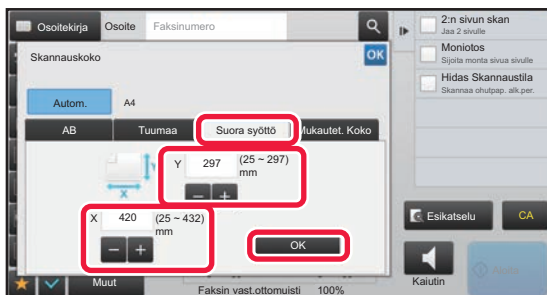 Osoitekirja
Osoite
Faksinumero
Skannauskoko
OK
Autom.
A4
AB
Tuumaa
Suora syöttö
Mukautet. Koko
Y
Y 297 (25 ~ 297)
mm
X
X 420 (25 ~ 432)
mm
OK
Muut
Faksin vast.ottomuisti 100%
2:n sivun skan
Jaa 2 sivulle
Moniotos
Sijoita monta sivua sivulle
Hidas Skannaustila
Skannaa ohutpap. alk.per.
Esikatselu
CA
Kaiutin